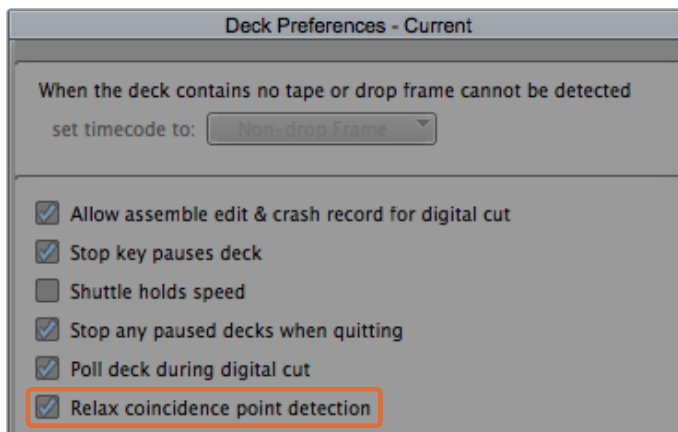 Deck Preferences - Current
When the deck contains no tape or drop frame cannot be detected
set timecode to: Non-drop Frame
Allow assemble edit & crash record for digital cut
Stop key pauses deck
Shuttle holds speed
Stop any paused decks when quitting
Poll deck during digital cut
Relax coincidence point detection